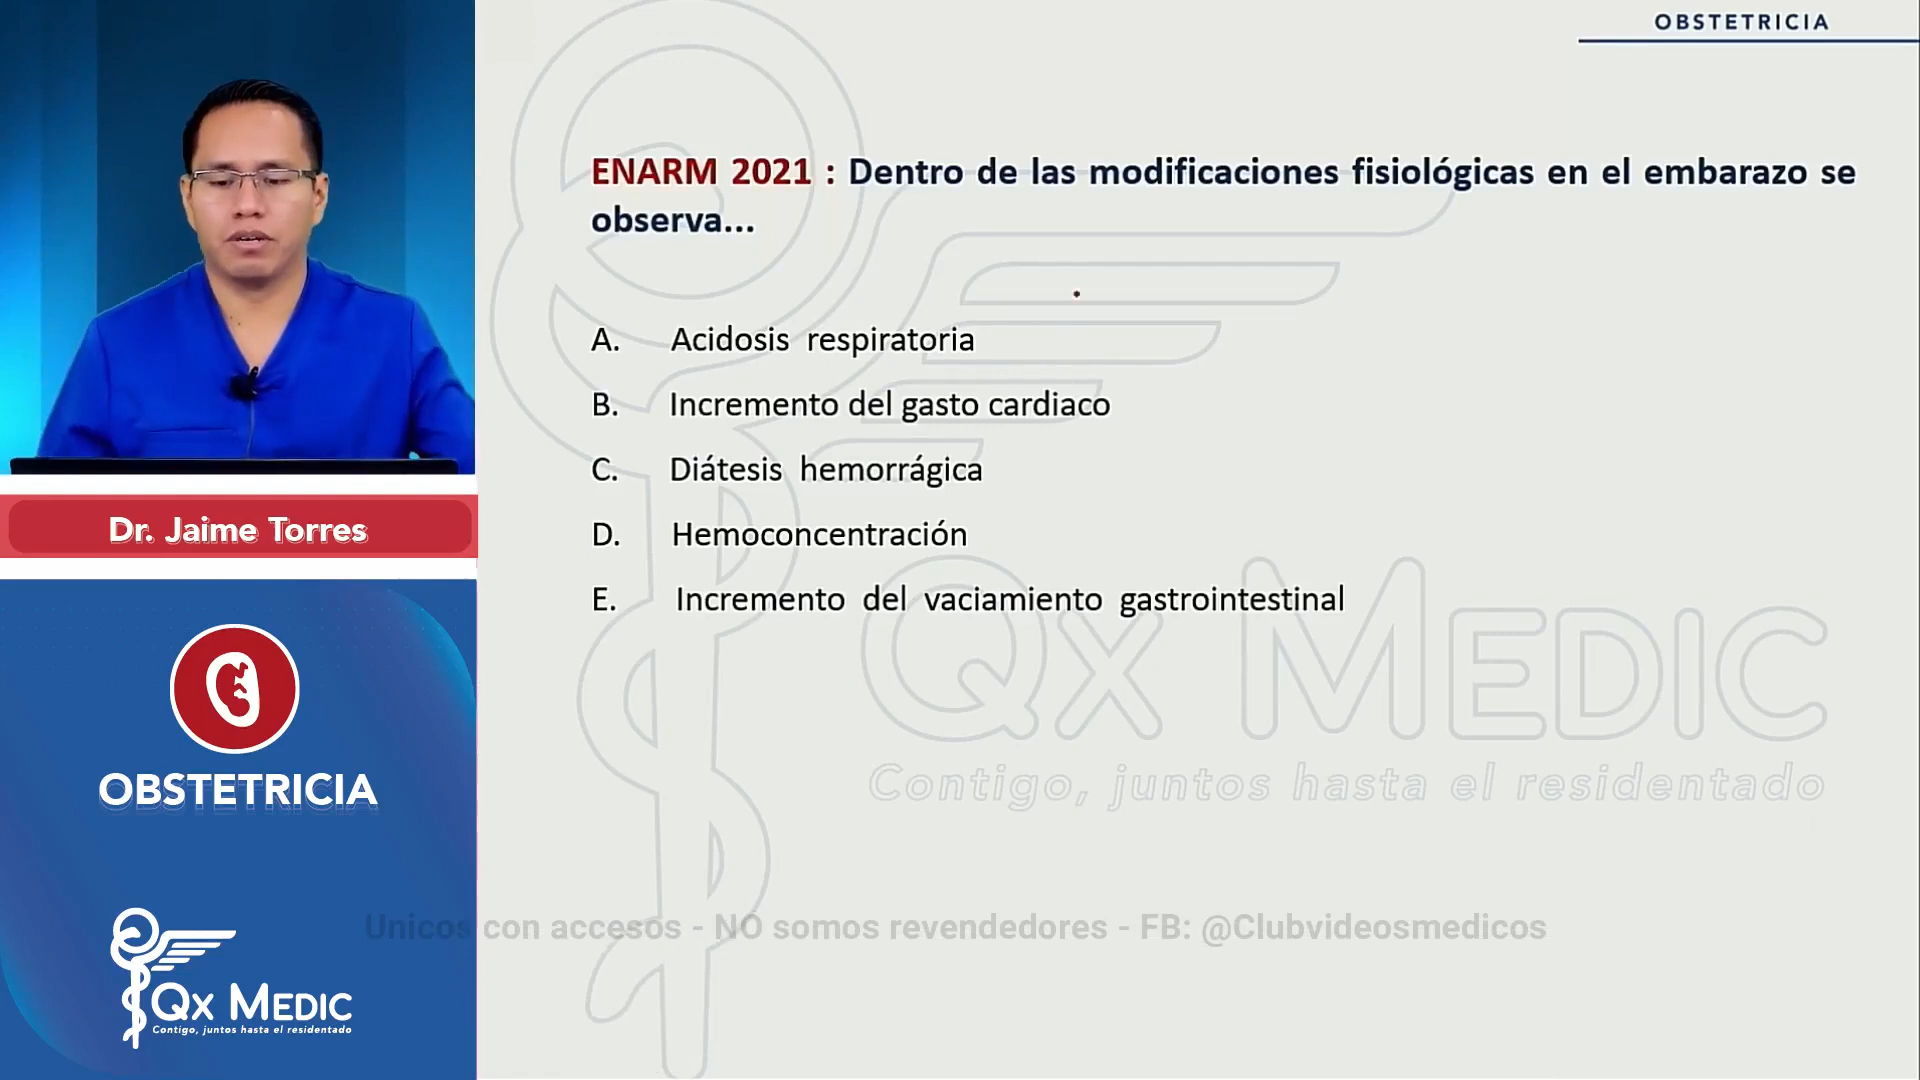 OBSTETRICIA
ENARM 2021 : Dentro de las modificaciones fisiológicas en el embarazo se
observa...
A. Acidosis respiratoria
B. Incremento del gasto cardiaco
C. Diátesis hemorrágica
D. Hemoconcentración
E. Incremento del vaciamiento gastrointestinal
Dr. Jaime Torres
OBSTETRICIA
QX MEDIC
Contigo, juntos hasta el residentado
Unicos con accesos - NO somos revendedores - FB: @Clubvideosmedicos
QX MEDIC
Contigo, juntos hasta el residentado